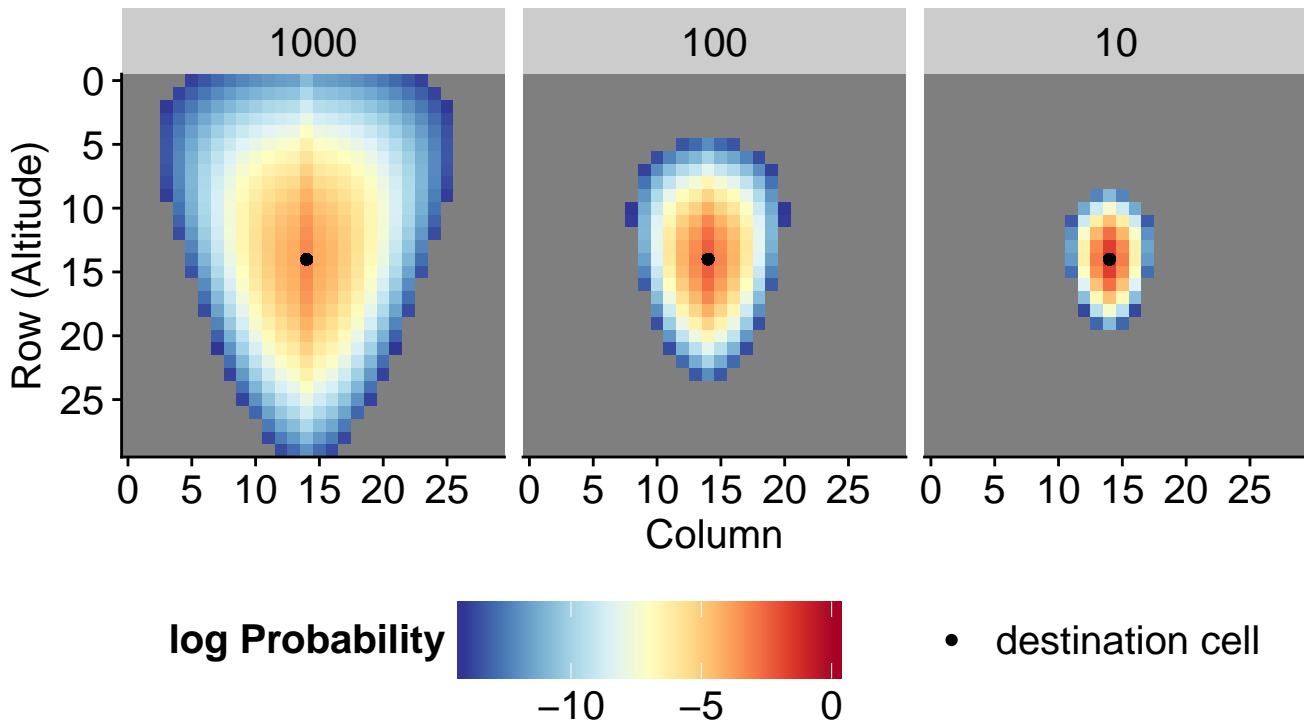 1000 100 10
0
5
10
15
20
25
Row (Altitude)
0 5 10 15 20 25 0 5 10 15 20 25 0 5 10 15 20 25
Column
log Probability
−10 −5 0
destination cell